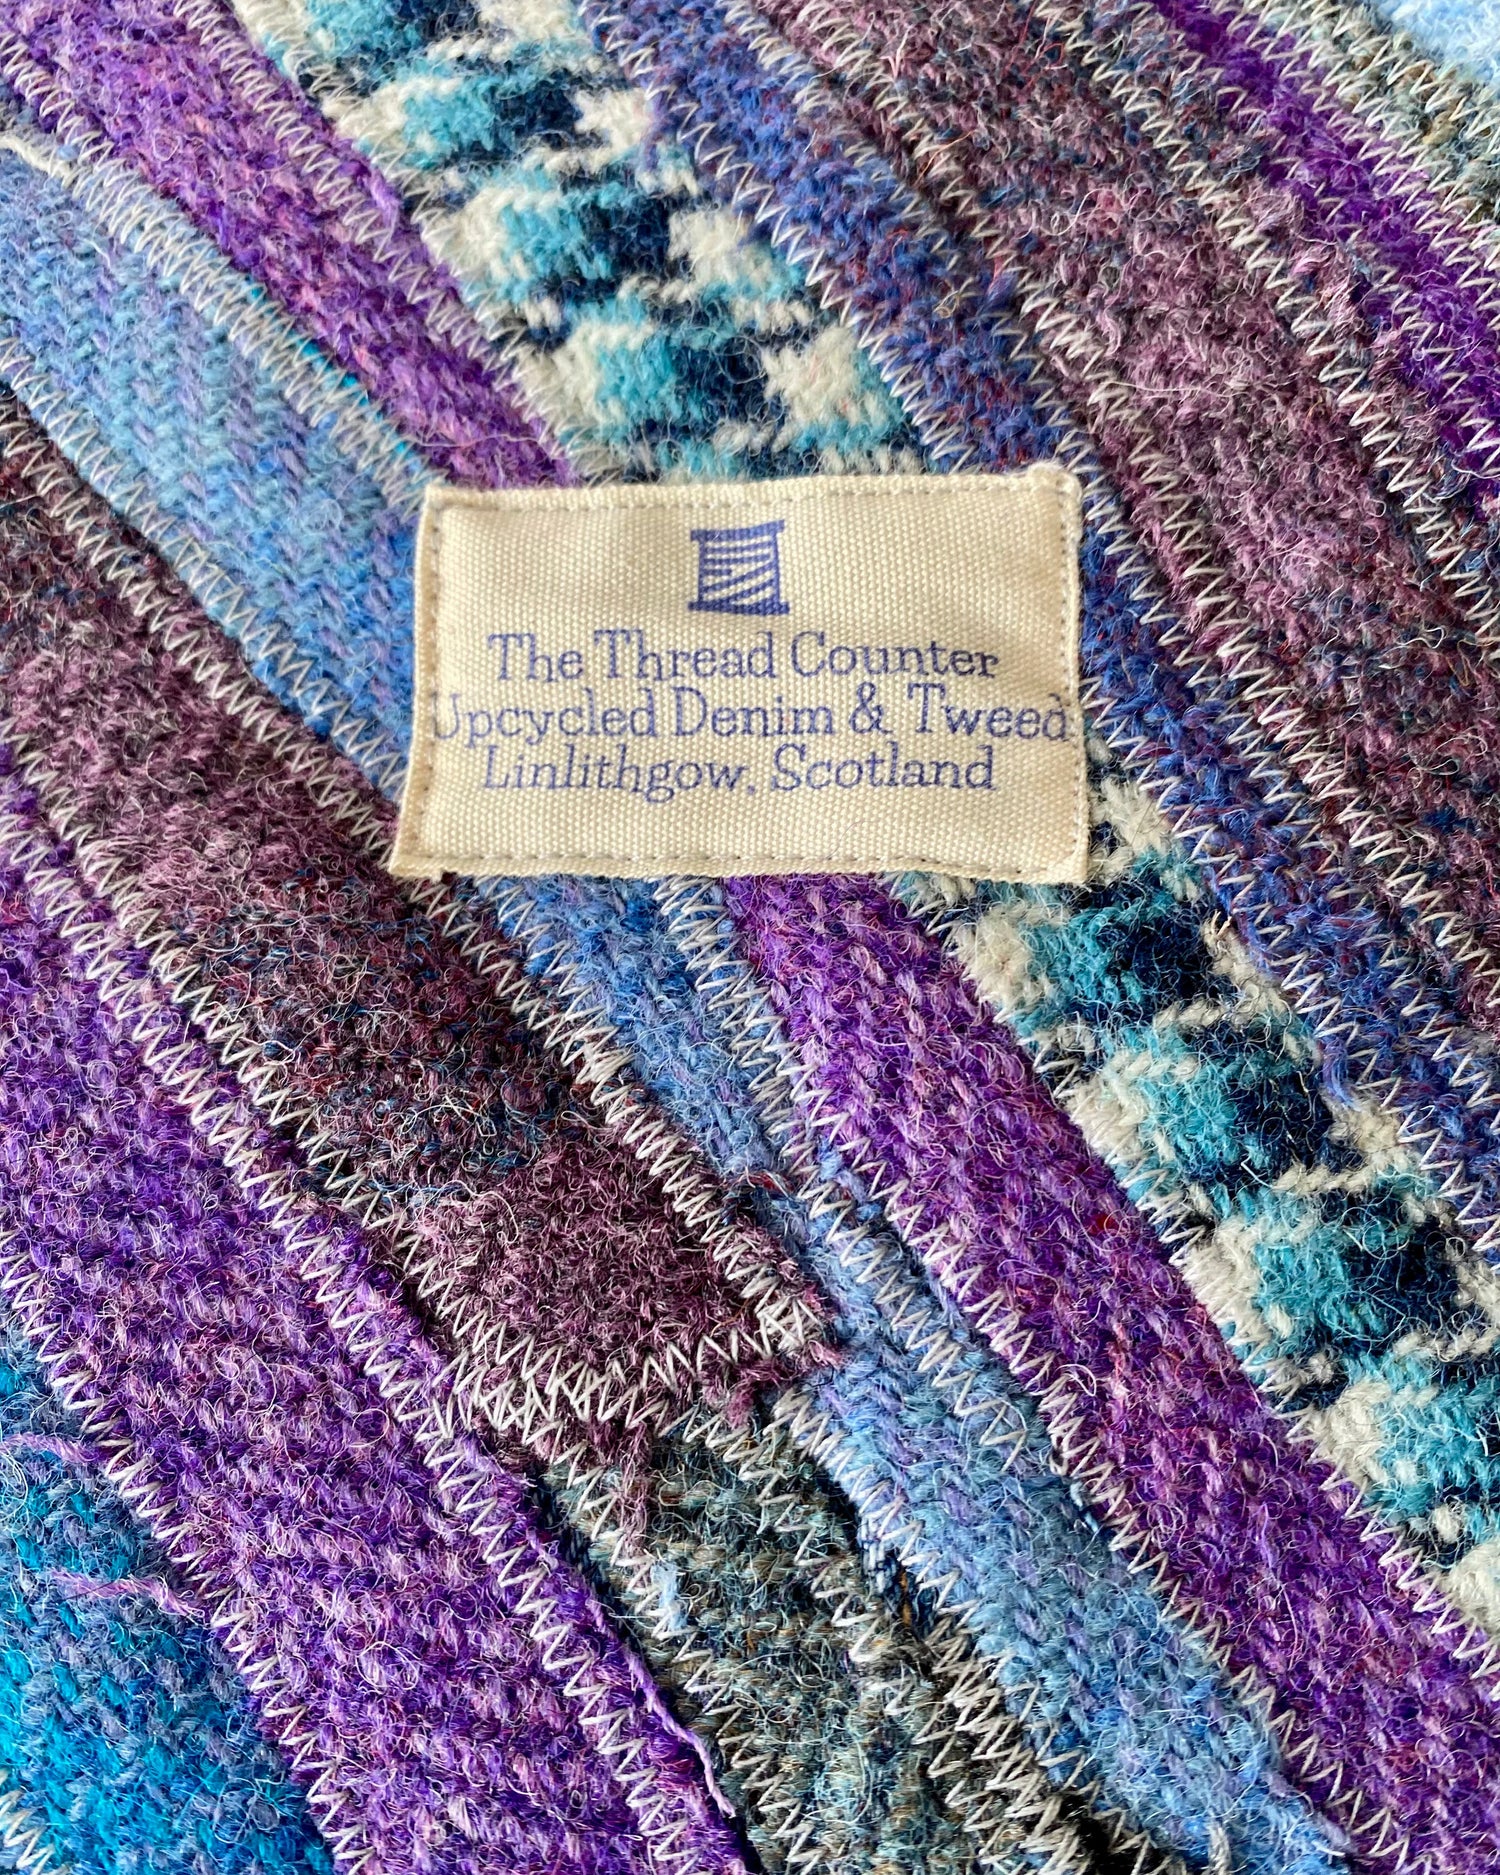 The Thread Counter
Upcycled Denim & Tweed
Linlithgow, Scotland